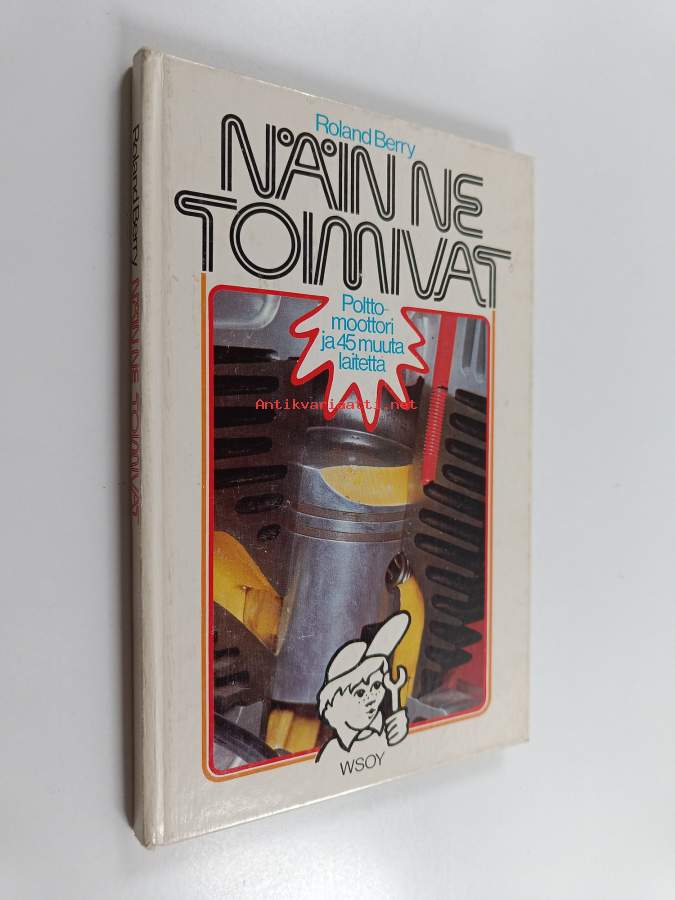 Roland Berry
NÄIN NE
TOIMIVAT
Poltto-
moottori
ja 45 muuta
laitetta
Antikvariaatti.net
WSOY
Roland Berry NÄIN NE TOIMIVAT